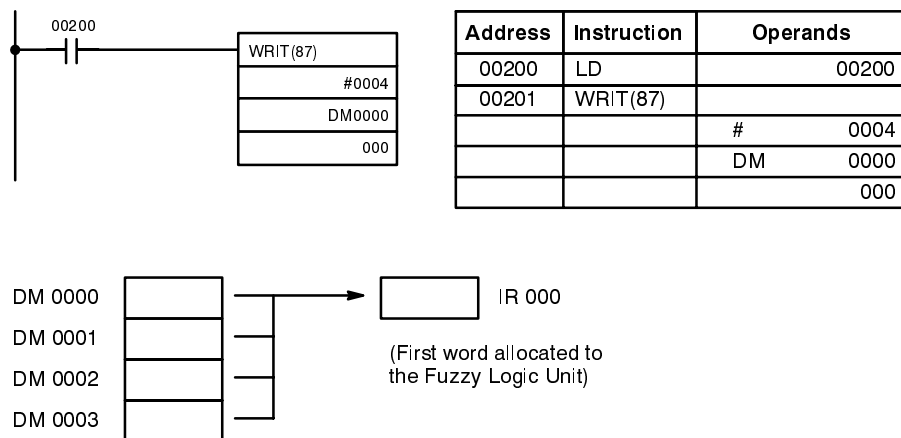 00200
WRIT(87)
#0004
DM0000
000
Address Instruction Operands
00200 LD 00200
00201 WRIT(87)
# 0004
DM 0000
000
DM 0000
DM 0001
DM 0002
DM 0003
IR 000
(First word allocated to
the Fuzzy Logic Unit)